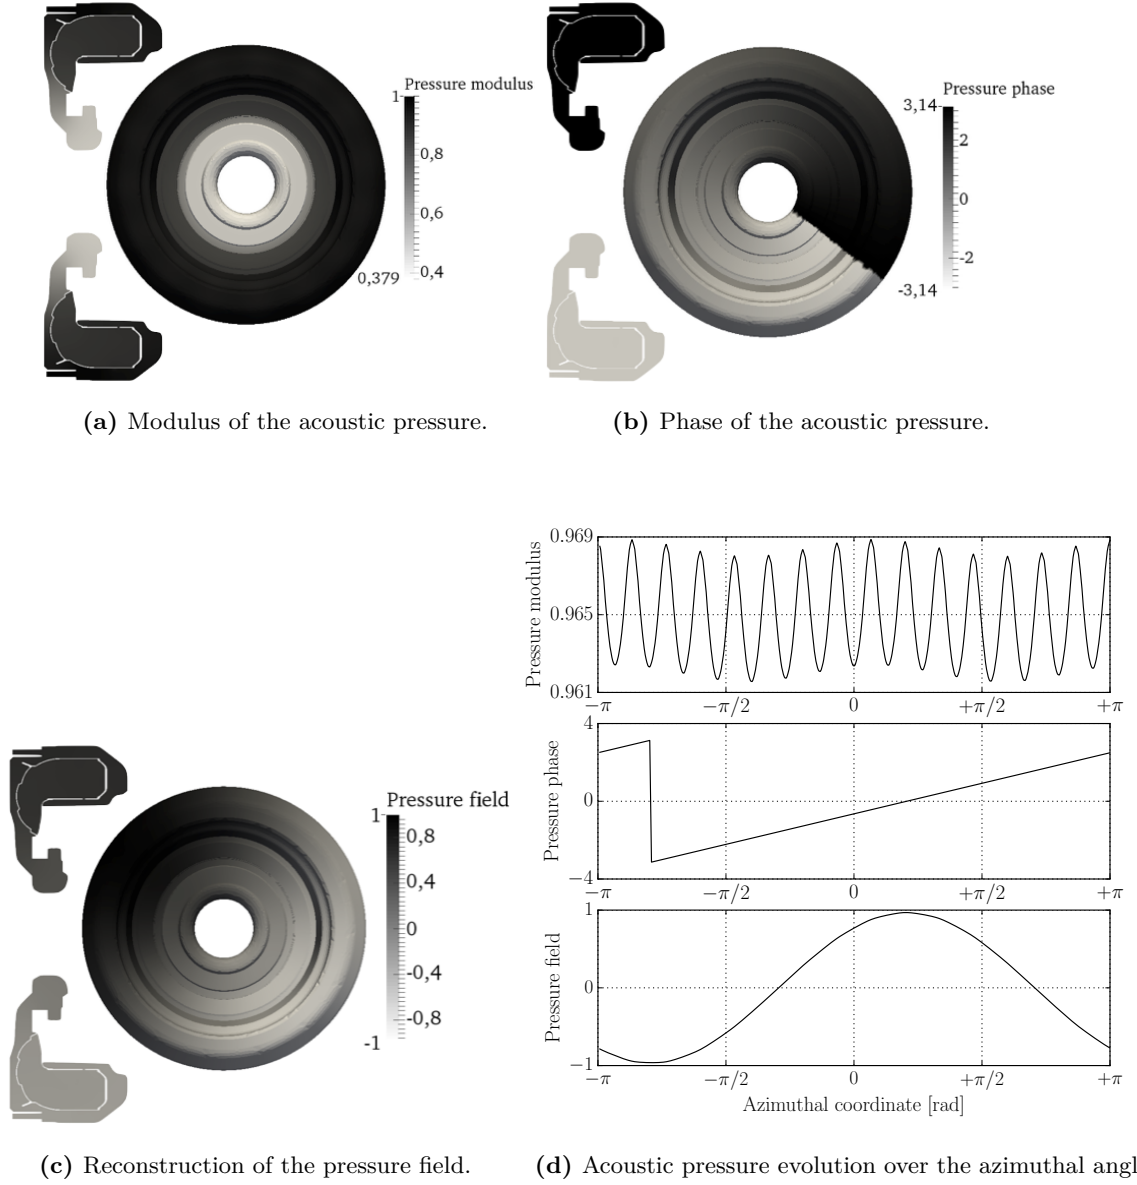 Pressure modulus
1
0,8
0,6
0,4
0,379
Pressure phase
3,14
2
0
-2
-3,14
(a) Modulus of the acoustic pressure.
(b) Phase of the acoustic pressure.
Pressure field
1
0,8
0,4
0
-0,4
-0,8
-1
0.969
0.965
0.961
Pressure modulus
−π −π/2 0 +π/2 +π
4
0
−4
Pressure phase
−π −π/2 0 +π/2 +π
1
0
−1
Pressure field
−π −π/2 0 +π/2 +π
Azimuthal coordinate [rad]
(c) Reconstruction of the pressure field.
(d) Acoustic pressure evolution over the azimuthal angl